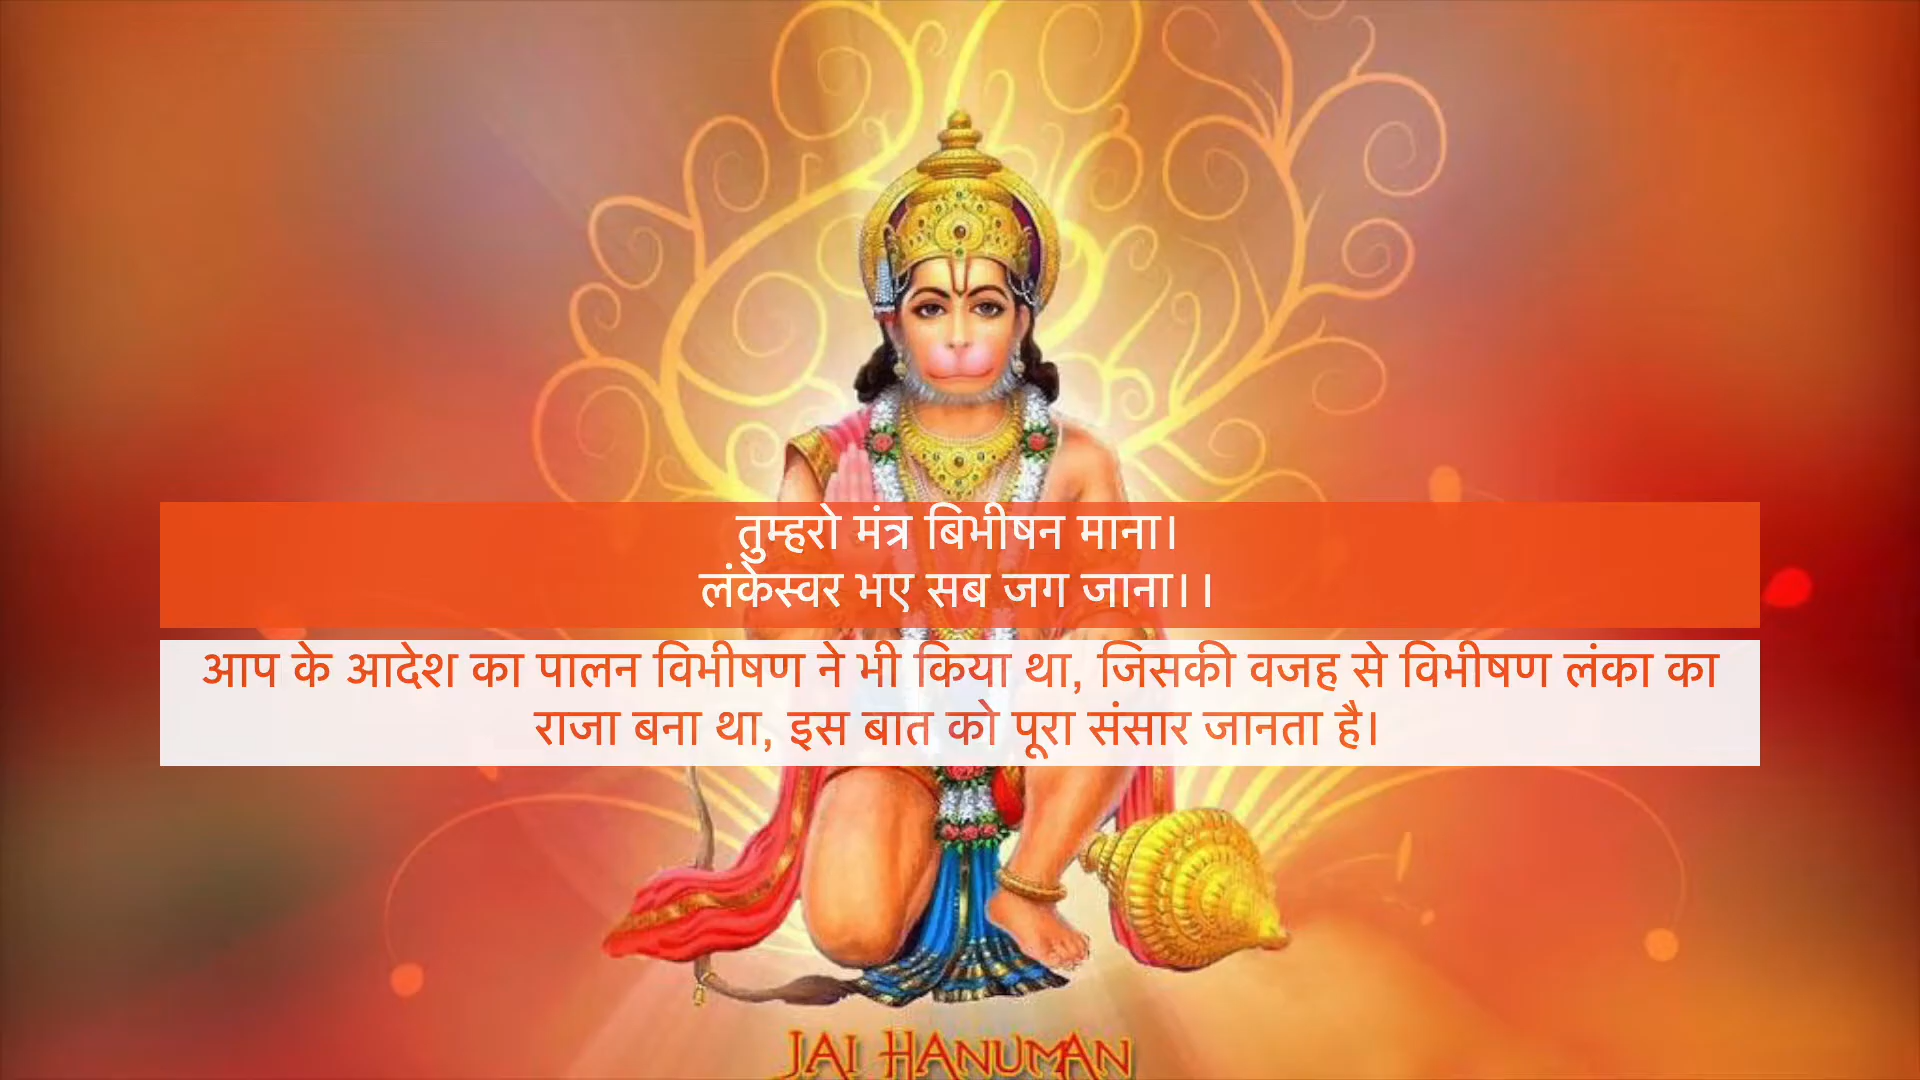 तुम्हरो मंत्र बिभीषन माना।
लंकेस्वर भए सब जग जाना।।
आप के आदेश का पालन विभीषण ने भी किया था, जिसकी वजह से विभीषण लंका का
राजा बना था, इस बात को पूरा संसार जानता है।
JAI HANUMAN